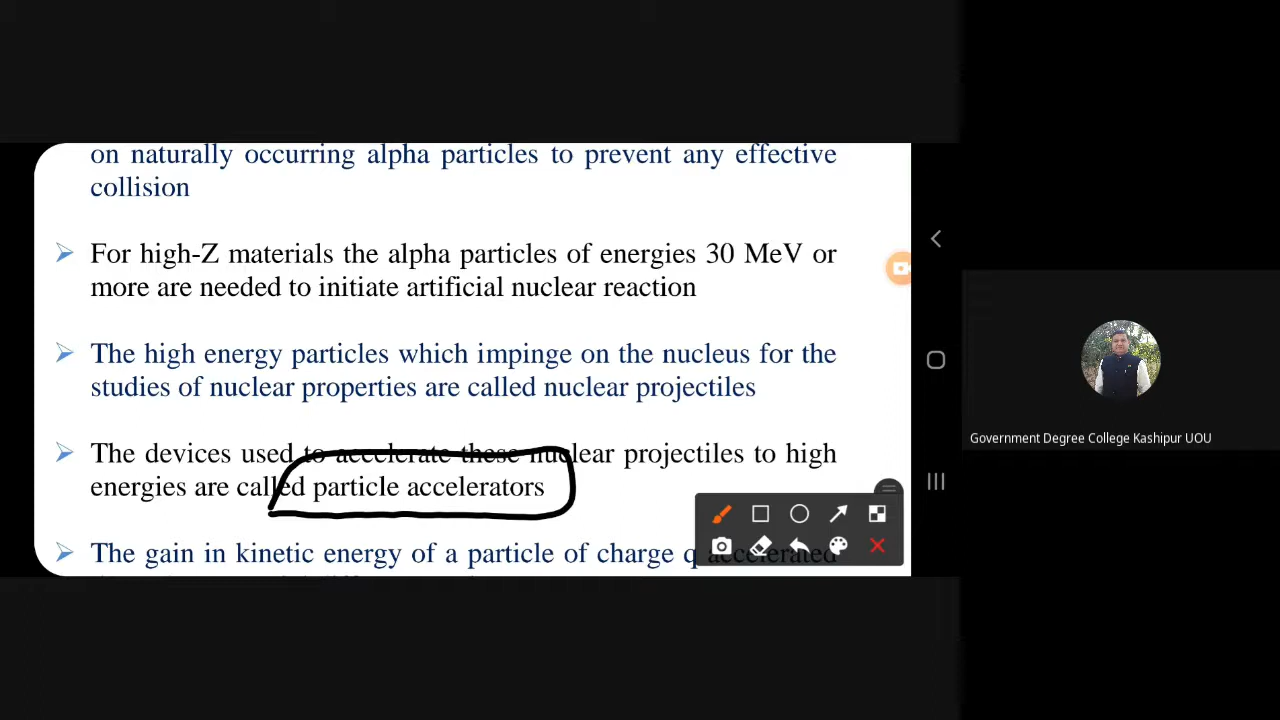 on naturally occurring alpha particles to prevent any effective
collision
For high-Z materials the alpha particles of energies 30 MeV or
more are needed to initiate artificial nuclear reaction
The high energy particles which impinge on the nucleus for the
studies of nuclear properties are called nuclear projectiles
The devices used to accelerate these nuclear projectiles to high
energies are called particle accelerators
The gain in kinetic energy of a particle of charge q accelerated
Government Degree College Kashipur UOU